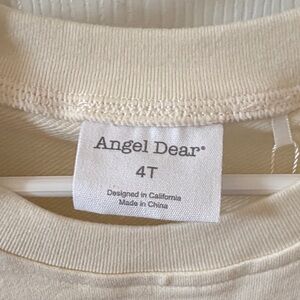 Angel Dear®
4T
Designed in California
Made in China